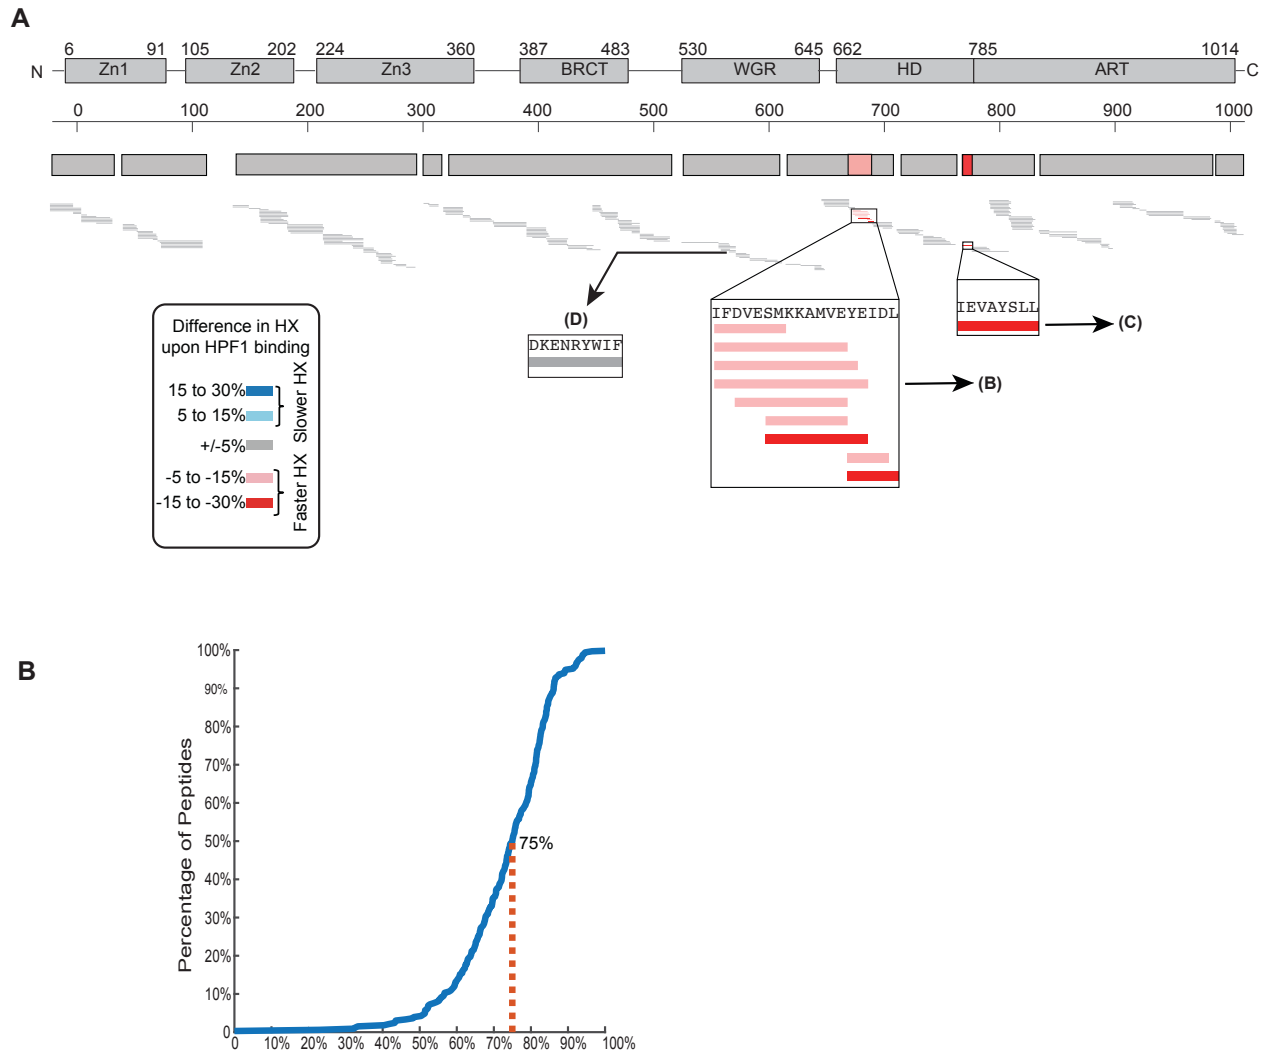 A
6 91 105 202 224 360 387 483 530 645 662 785 1014
N Zn1 Zn2 Zn3 BRCT WGR HD ART C
0 100 200 300 400 500 600 700 800 900 1000
(D)
DKENRYWIF
IFDVESMKKAMVEYEIDL
(B)
IEVAYSLL
(C)
Difference in HX
upon HPF1 binding
15 to 30%
5 to 15%
Slower HX
+/-5%
-5 to -15%
-15 to -30%
Faster HX
B
Percentage of Peptides
100%
90%
80%
70%
60%
50%
40%
30%
20%
10%
0
75%
0 10% 20% 30% 40% 50% 60% 70% 80% 90% 100%